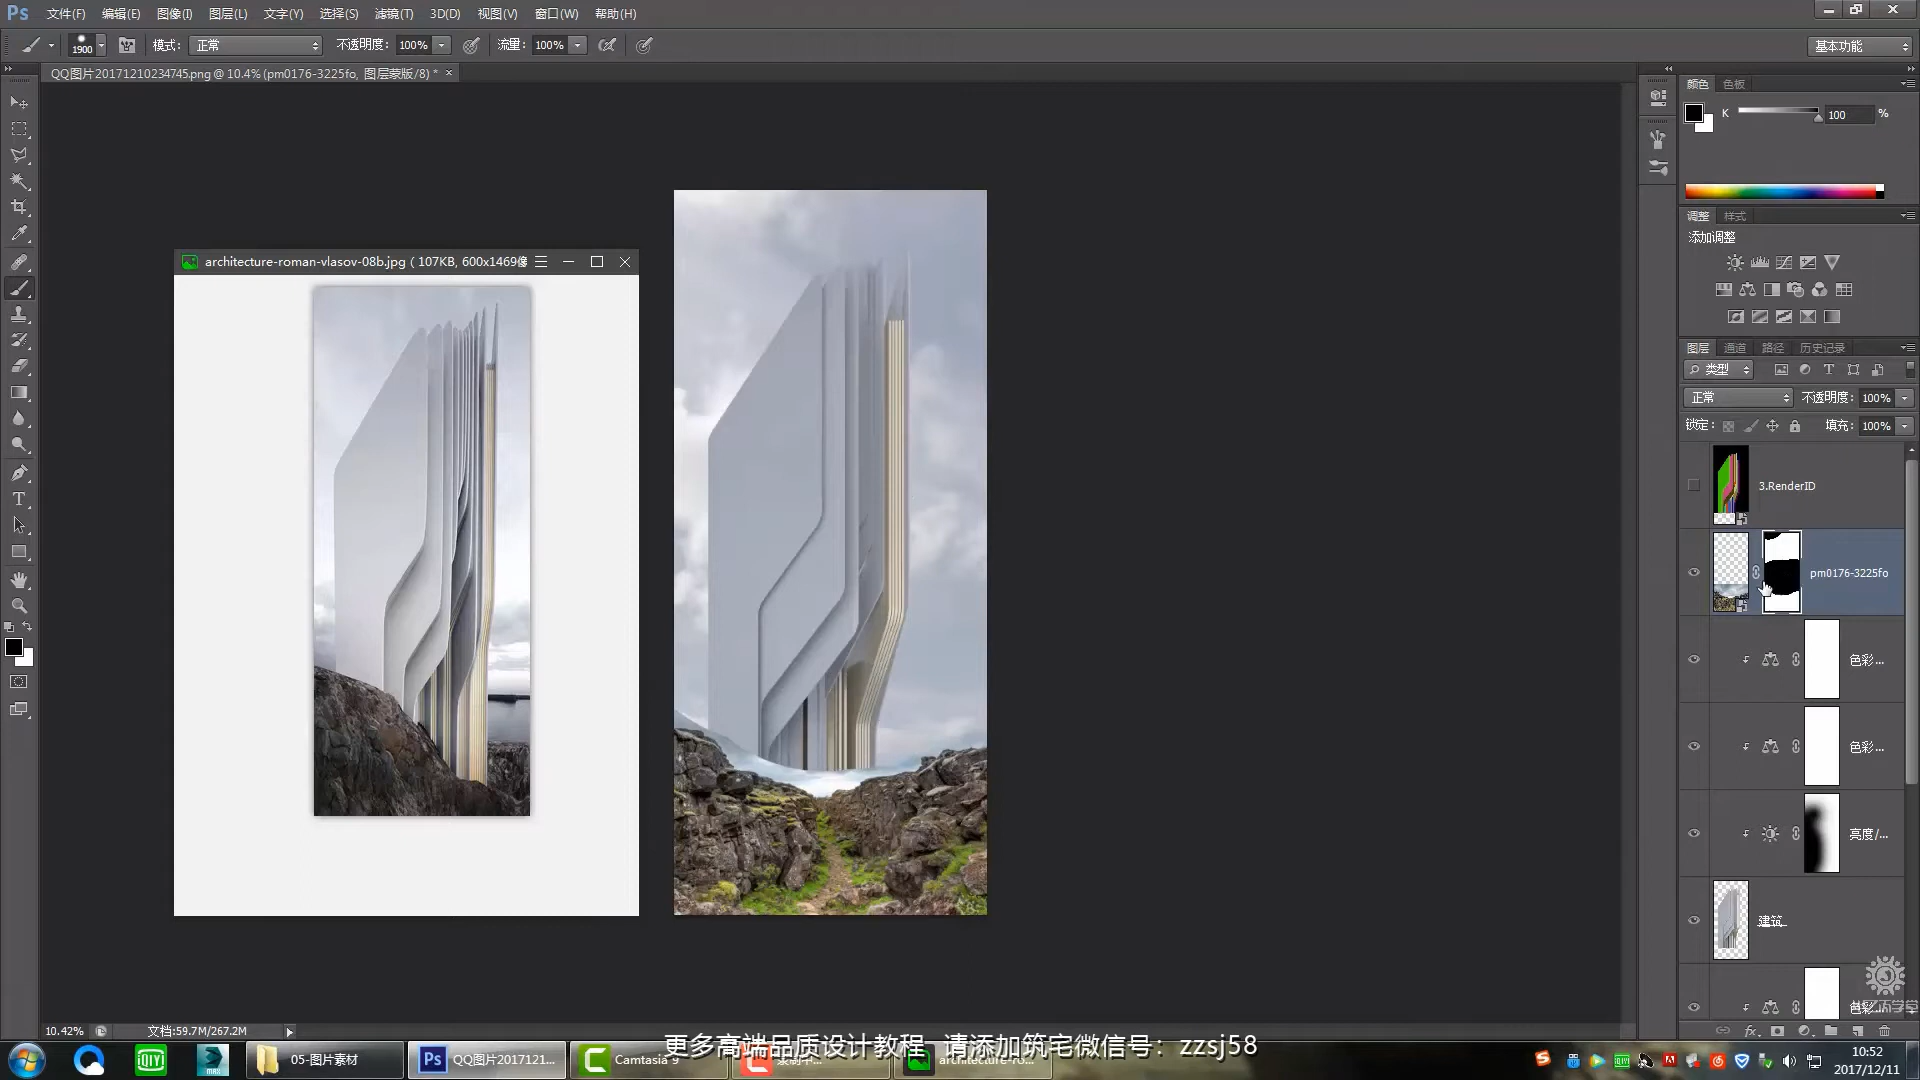 Ps 文件(F) 编辑(E) 图像(I) 图层(L) 文字(Y) 选择(S) 滤镜(T) 3D(D) 视图(V) 窗口(W) 帮助(H)
1900 模式: 正常 不透明度: 100% 流量: 100% 基本功能
QQ图片20171210234745.png @ 10.4% (pm0176-3225fo, 图层蒙版/8) * ×
颜色 色板
K 100 %
调整 样式
添加调整
图层 通道 路径 历史记录
类型
正常 不透明度: 100%
锁定: 填充: 100%
3.RenderID
pm0176-3225fo
色彩...
色彩...
亮度/...
建筑
architecture-roman-vlasov-08b.jpg ( 107KB, 600x1469像
10.42% 文档:59.7M/267.2M
更多高端品质设计教程 请添加筑宅微信号：zzsj58
05-图片素材
Ps QQ图片2017121...
Camtasia 9
10:52
2017/12/11